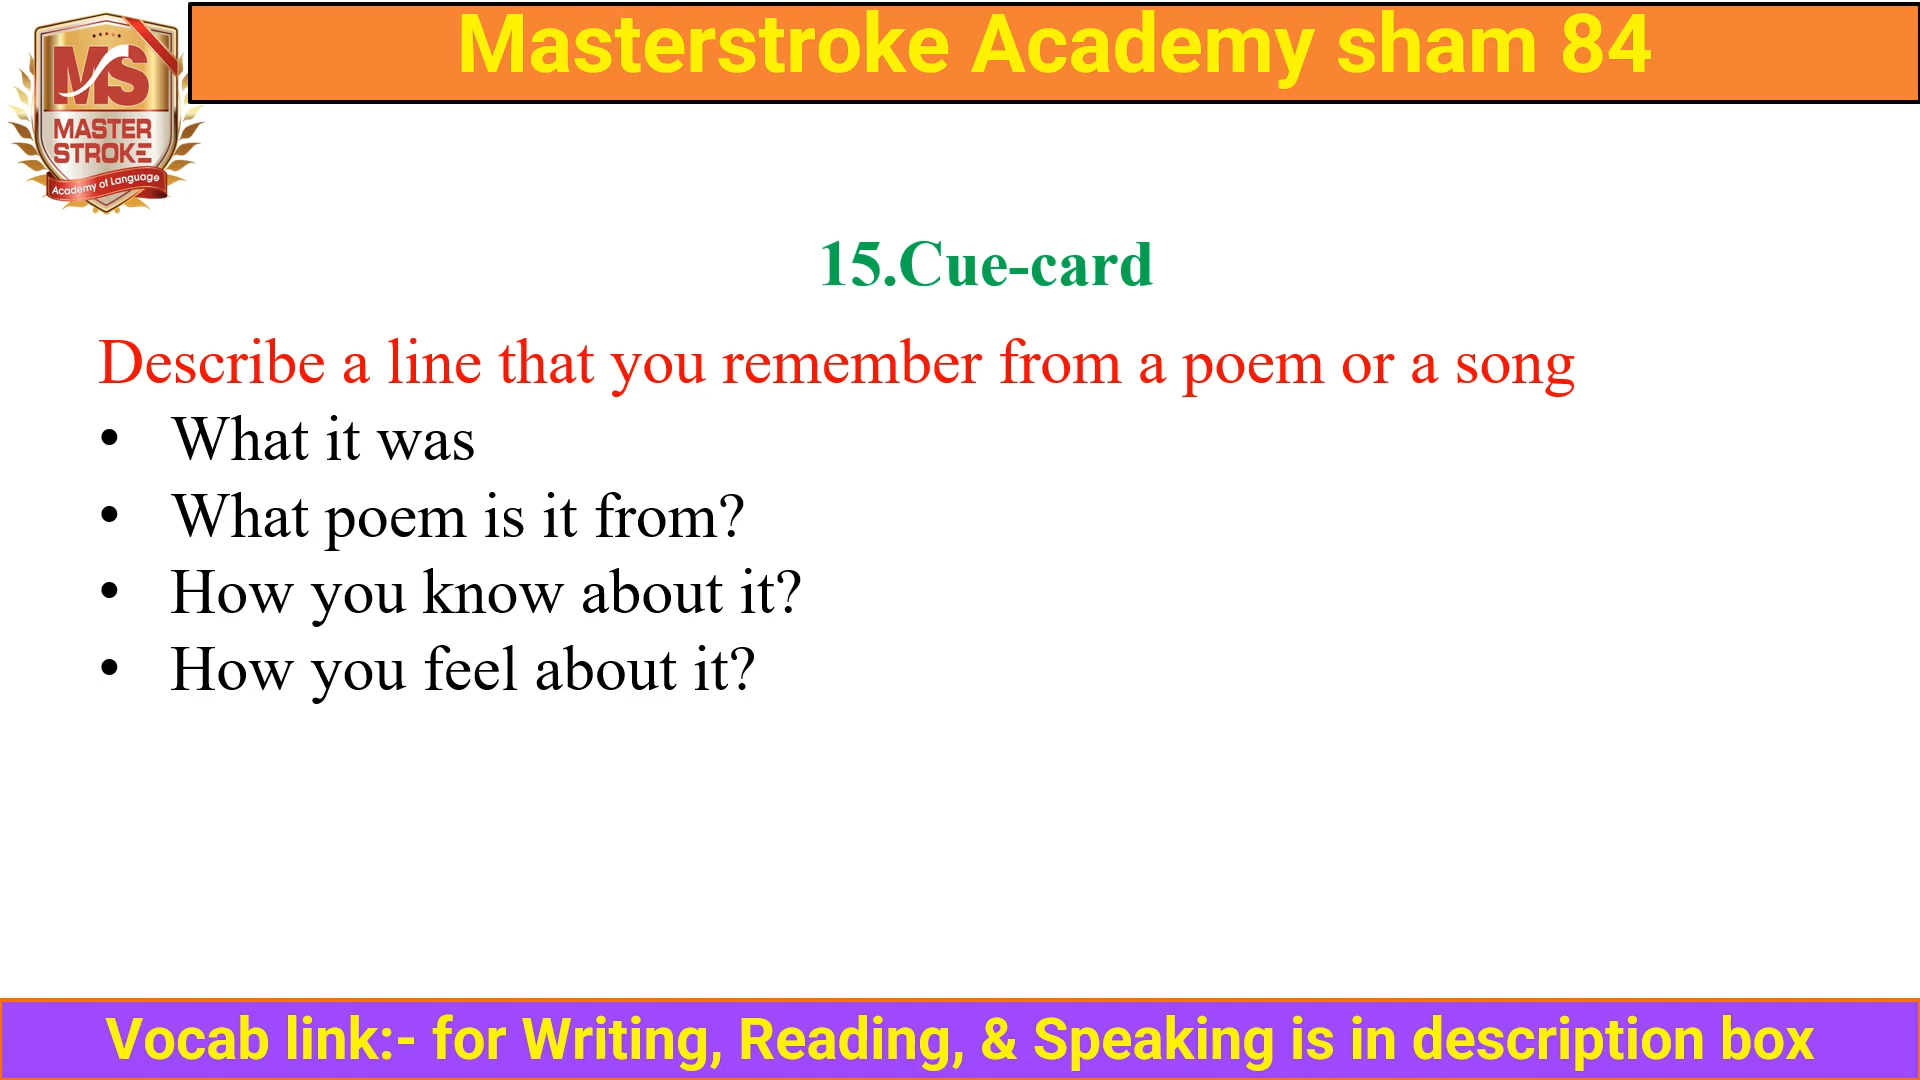 Masterstroke Academy sham 84
MS
MASTER
STROKE
Academy of Language
15.Cue-card
Describe a line that you remember from a poem or a song
• What it was
• What poem is it from?
• How you know about it?
• How you feel about it?
Vocab link:- for Writing, Reading, & Speaking is in description box